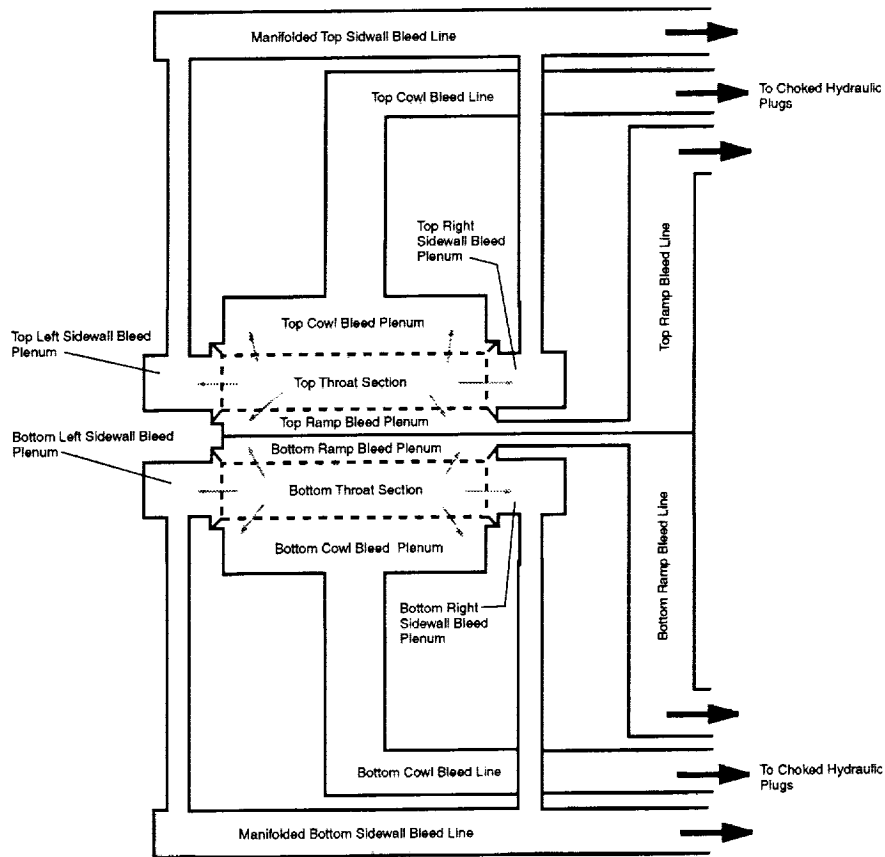 Manifolded Top Sidwall Bleed Line
Top Cowl Bleed Line
To Choked Hydraulic
Plugs
Top Right
Sidewall Bleed
Plenum
Top Ramp Bleed Line
Top Cowl Bleed Plenum
Top Left Sidewall Bleed
Plenum
Top Throat Section
Top Ramp Bleed Plenum
Bottom Left Sidewall Bleed
Plenum
Bottom Ramp Bleed Plenum
Bottom Throat Section
Bottom Cowl Bleed Plenum
Bottom Ramp Bleed Line
Bottom Right
Sidewall Bleed
Plenum
Bottom Cowl Bleed Line
To Choked Hydraulic
Plugs
Manifolded Bottom Sidewall Bleed Line